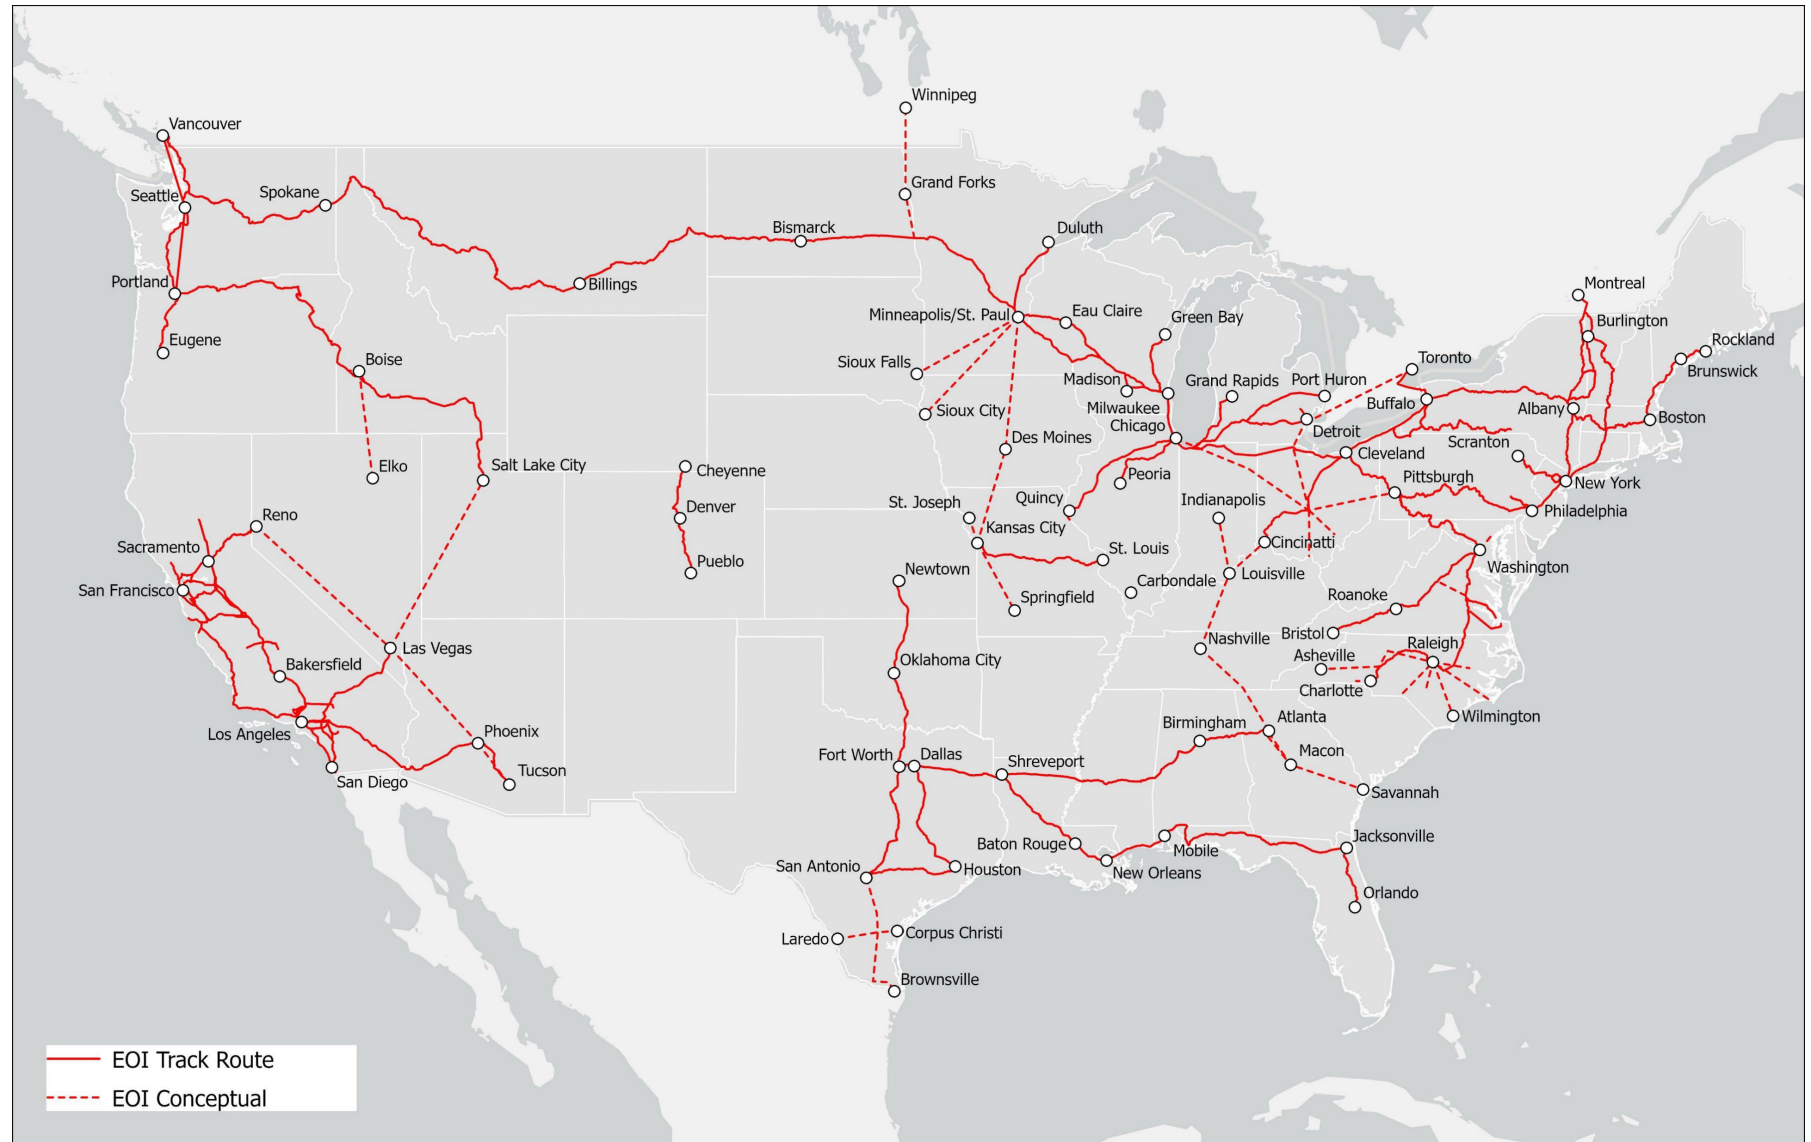 Winnipeg
Vancouver
Grand Forks
Seattle
Spokane
Bismarck
Duluth
Portland
Billings
Montreal
Minneapolis/St. Paul
Eau Claire
Green Bay
Burlington
Eugene
Rockland
Boise
Sioux Falls
Toronto
Brunswick
Madison
Grand Rapids
Port Huron
Sioux City
Milwaukee
Buffalo
Albany
Chicago
Detroit
Boston
Des Moines
Scranton
Cleveland
Elko
Salt Lake City
Cheyenne
Peoria
Pittsburgh
New York
Quincy
Indianapolis
St. Joseph
Denver
Philadelphia
Reno
Kansas City
Sacramento
St. Louis
Cincinatti
Washington
Pueblo
Newtown
Carbondale
Louisville
San Francisco
Springfield
Roanoke
Bristol
Raleigh
Las Vegas
Nashville
Asheville
Bakersfield
Oklahoma City
Charlotte
Wilmington
Los Angeles
Phoenix
Birmingham
Atlanta
Fort Worth
Dallas
Shreveport
Macon
Tucson
San Diego
Savannah
Jacksonville
Baton Rouge
Mobile
San Antonio
Houston
New Orleans
Orlando
Laredo
Corpus Christi
Brownsville
EOI Track Route
EOI Conceptual